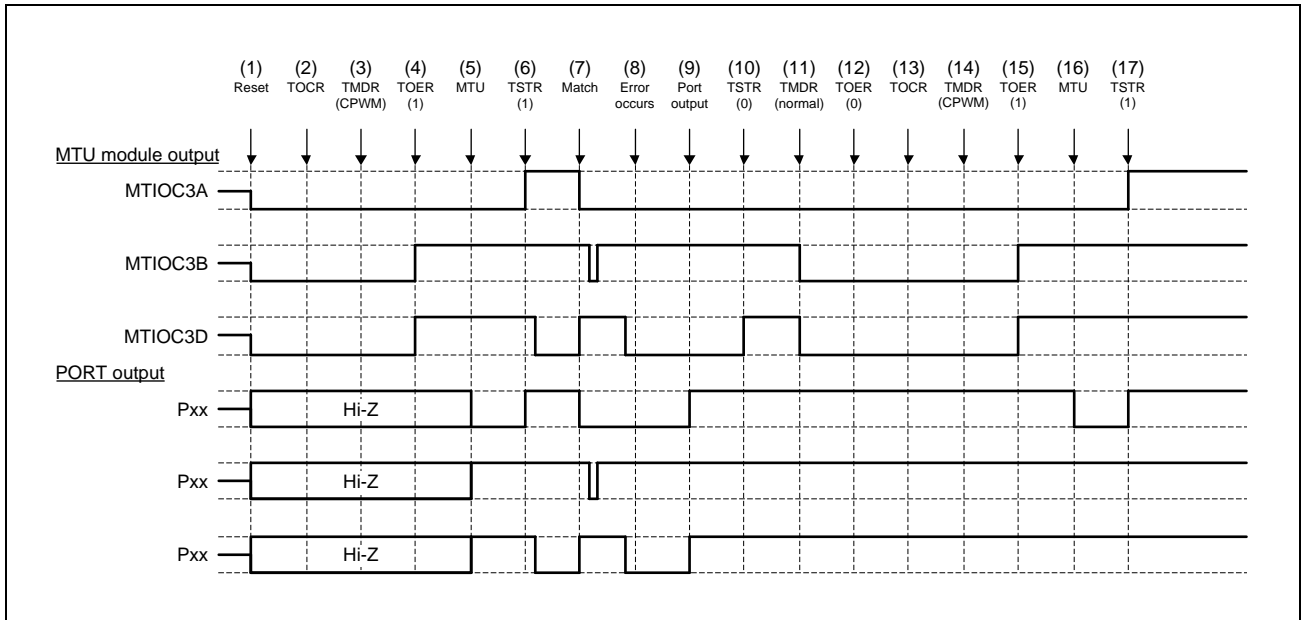 (1) (2) (3) (4) (5) (6) (7) (8) (9) (10) (11) (12) (13) (14) (15) (16) (17)
Reset TOCR TMDR TOER MTU TSTR Match Error Port TSTR TMDR TOER TOCR TMDR TOER MTU TSTR
(CPWM) (1) (1) occurs output (0) (normal) (0) (CPWM) (1) (1)
MTU module output
MTIOC3A
MTIOC3B
MTIOC3D
PORT output
Pxx Hi-Z
Pxx Hi-Z
Pxx Hi-Z